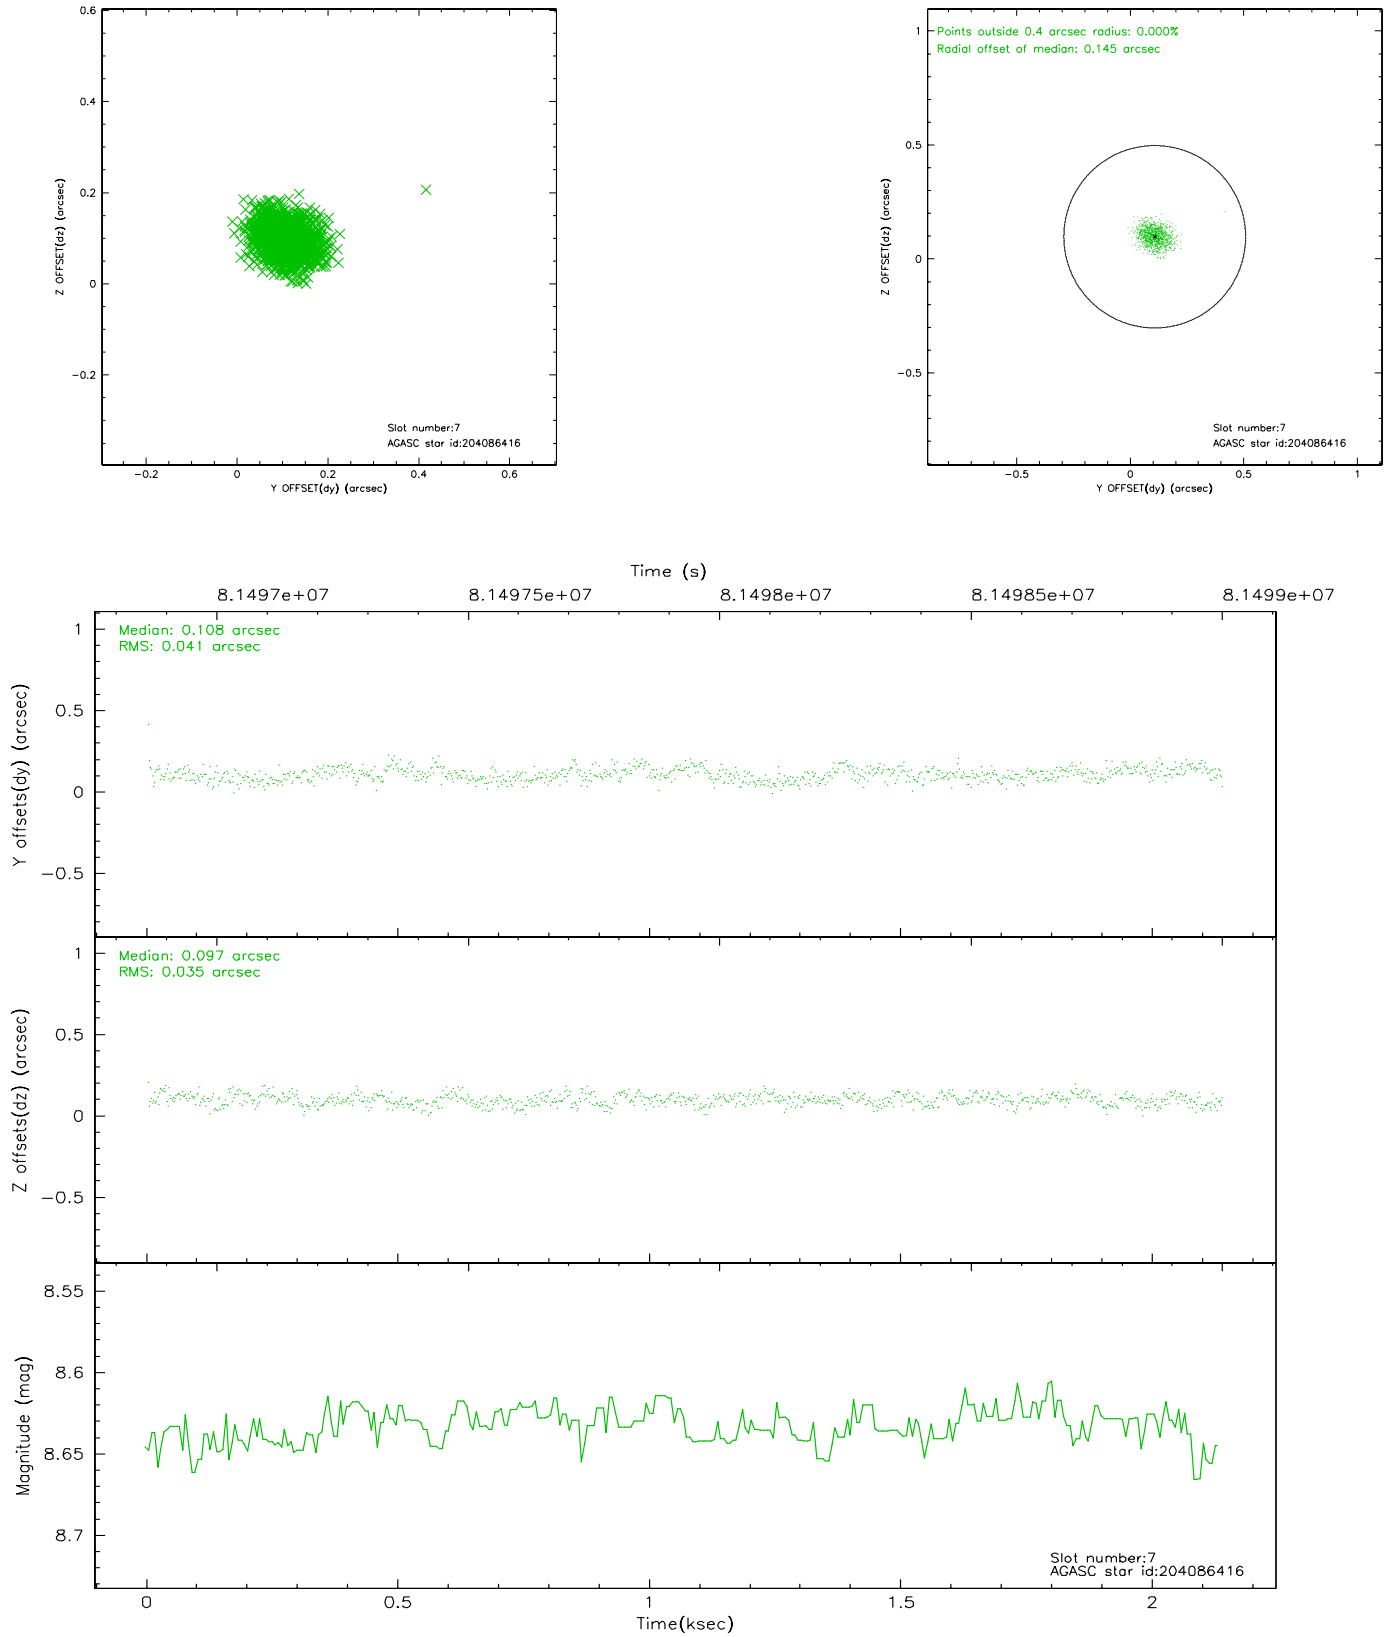 0.6
0.4
0.2
0
−0.2
Z OFFSET(dz) (arcsec)
Slot number:7
AGASC star id:204086416
−0.2 0 0.2 0.4 0.6
Y OFFSET(dy) (arcsec)
Points outside 0.4 arcsec radius: 0.000%
Radial offset of median: 0.145 arcsec
1
0.5
0
−0.5
Z OFFSET(dz) (arcsec)
Slot number:7
AGASC star id:204086416
−0.5 0 0.5 1
Y OFFSET(dy) (arcsec)
Time (s)
8.1497e+07 8.14975e+07 8.1498e+07 8.14985e+07 8.1499e+07
Median: 0.108 arcsec
RMS: 0.041 arcsec
1
0.5
0
−0.5
Y offsets(dy) (arcsec)
Median: 0.097 arcsec
RMS: 0.035 arcsec
1
0.5
0
−0.5
Z offsets(dz) (arcsec)
8.55
8.6
8.65
8.7
Magnitude (mag)
Slot number:7
AGASC star id:204086416
0 0.5 1 1.5 2
Time(ksec)